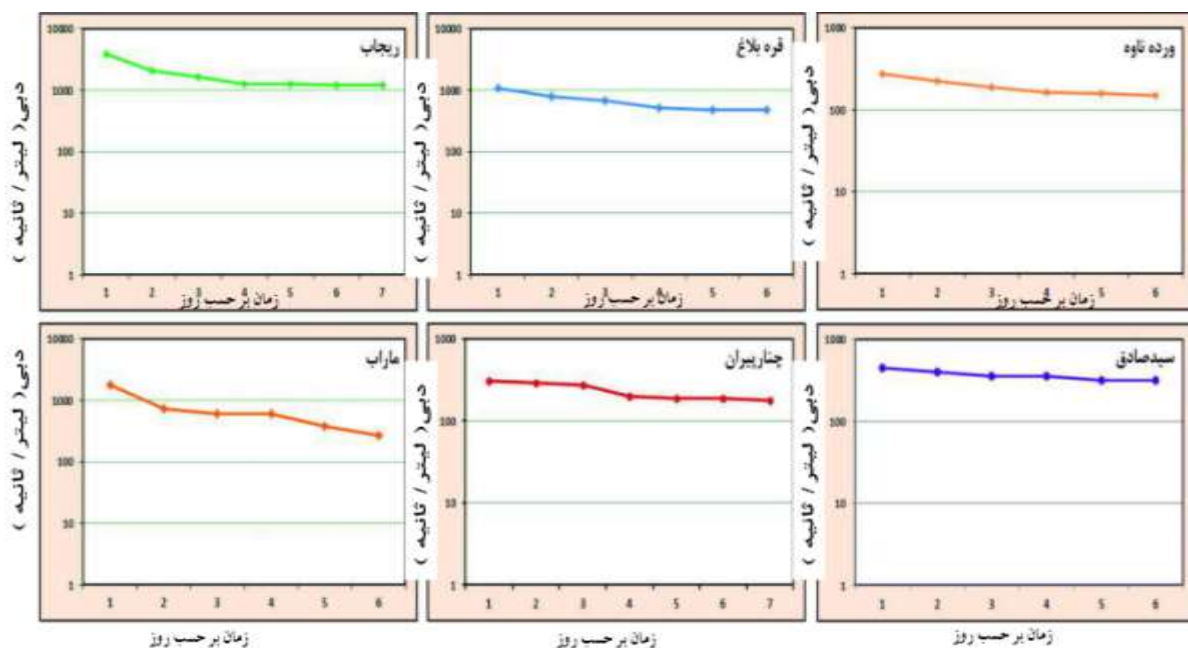 ریجاب
دبی( لیتر / ثانیه )
10000
1000
100
10
1
1 2 3 4 5 6 7
زمان بر حسب روز
قره بلاغ
دبی( لیتر / ثانیه )
10000
1000
100
10
1
1 2 3 4 5 6
زمان بر حسب روز
ورده ناوه
دبی( لیتر / ثانیه )
1000
100
10
1
1 2 3 4 5 6
زمان بر حسب روز
ماراب
دبی( لیتر / ثانیه )
10000
1000
100
10
1
1 2 3 4 5 6
زمان بر حسب روز
چنارپیران
دبی( لیتر / ثانیه )
1000
100
10
1
1 2 3 4 5 6 7
زمان بر حسب روز
سیدصادق
دبی( لیتر / ثانیه )
1000
100
10
1
1 2 3 4 5 6
زمان بر حسب روز